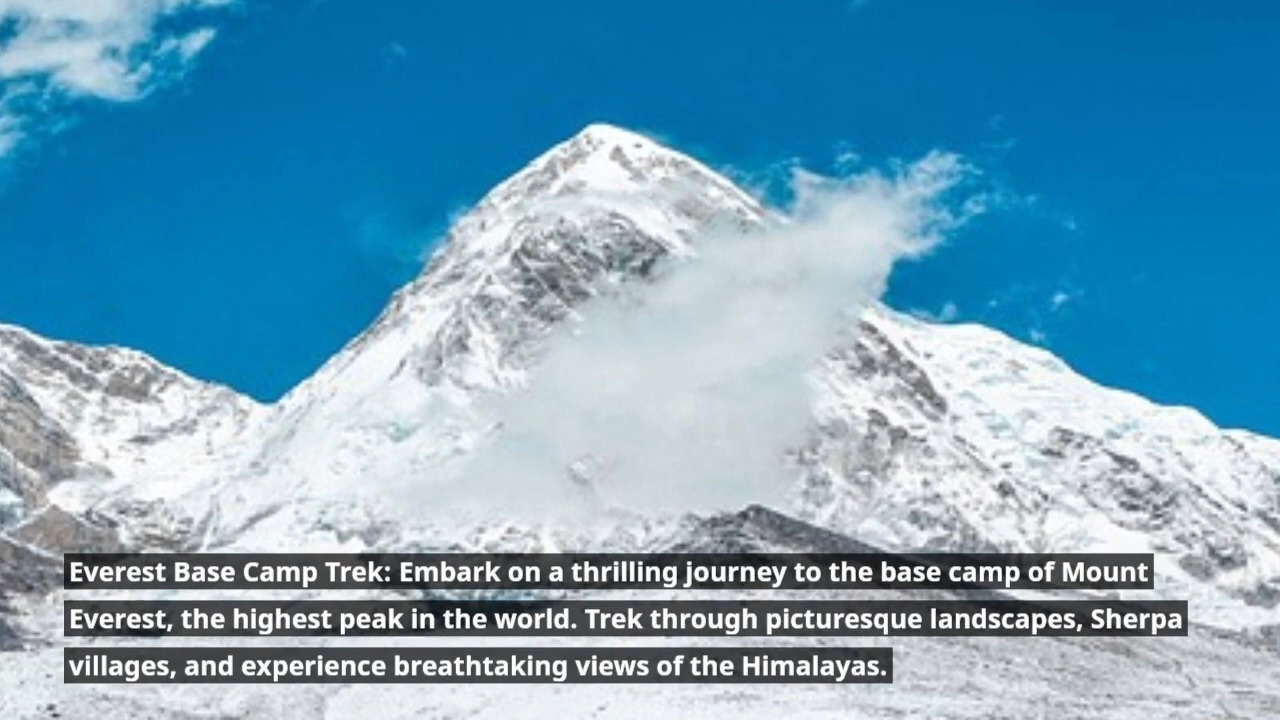 Everest Base Camp Trek: Embark on a thrilling journey to the base camp of Mount
Everest, the highest peak in the world. Trek through picturesque landscapes, Sherpa
villages, and experience breathtaking views of the Himalayas.